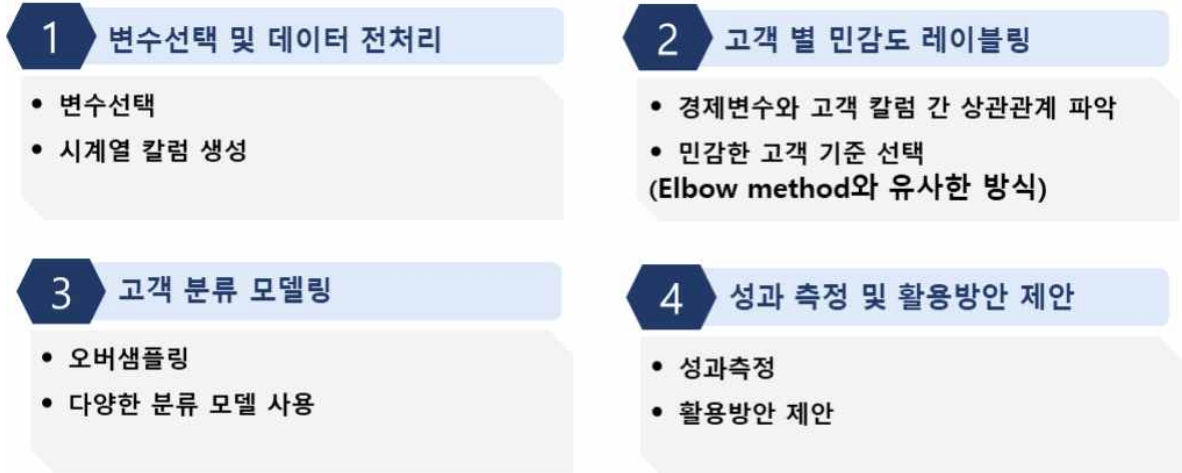 1 변수선택 및 데이터 전처리
• 변수선택
• 시계열 칼럼 생성
2 고객 별 민감도 레이블링
• 경제변수와 고객 칼럼 간 상관관계 파악
• 민감한 고객 기준 선택
(Elbow method와 유사한 방식)
3 고객 분류 모델링
• 오버샘플링
• 다양한 분류 모델 사용
4 성과 측정 및 활용방안 제안
• 성과측정
• 활용방안 제안